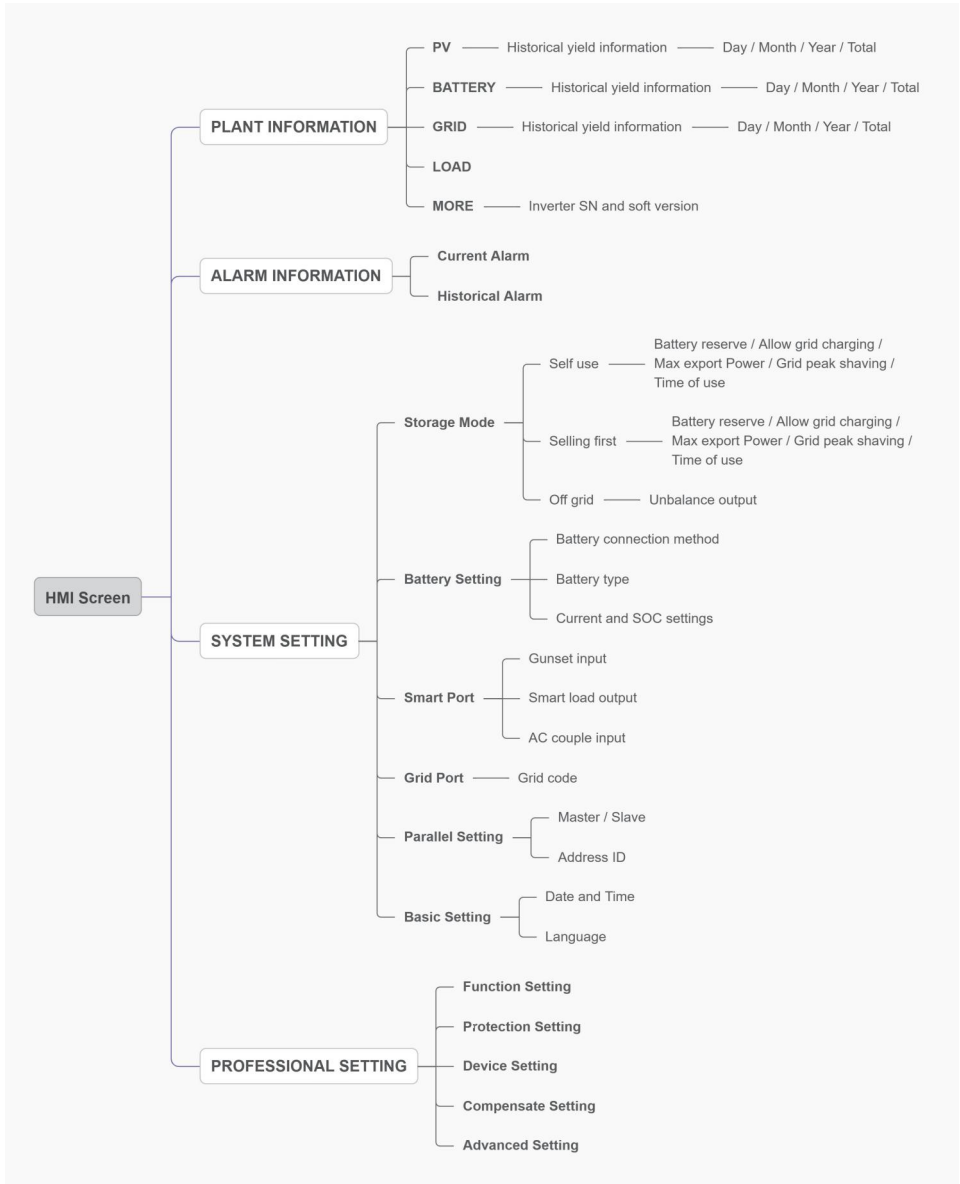 PV
Historical yield information
Day / Month / Year / Total
BATTERY
Historical yield information
Day / Month / Year / Total
PLANT INFORMATION
GRID
Historical yield information
Day / Month / Year / Total
LOAD
MORE
Inverter SN and soft version
ALARM INFORMATION
Current Alarm
Historical Alarm
HMI Screen
SYSTEM SETTING
Storage Mode
Self use
Battery reserve / Allow grid charging /
Max export Power / Grid peak shaving /
Time of use
Selling first
Battery reserve / Allow grid charging /
Max export Power / Grid peak shaving /
Time of use
Off grid
Unbalance output
Battery Setting
Battery connection method
Battery type
Current and SOC settings
Smart Port
Gunset input
Smart load output
AC couple input
Grid Port
Grid code
Parallel Setting
Master / Slave
Address ID
Basic Setting
Date and Time
Language
PROFESSIONAL SETTING
Function Setting
Protection Setting
Device Setting
Compensate Setting
Advanced Setting